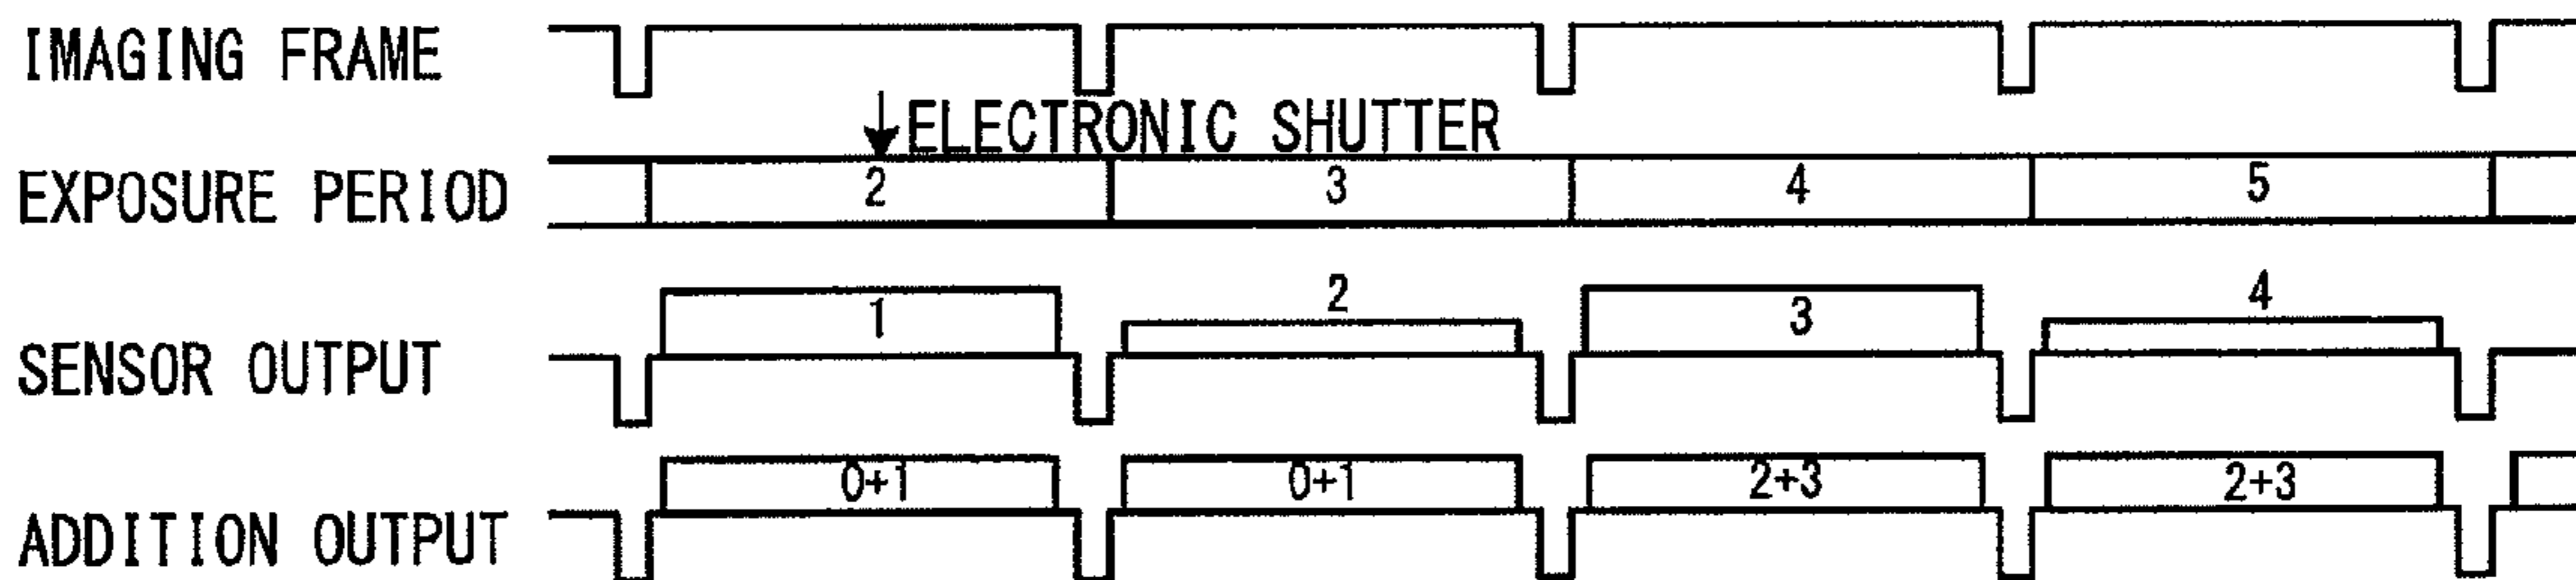 IMAGING FRAME
ELECTRONIC SHUTTER
EXPOSURE PERIOD 2 3 4 5
SENSOR OUTPUT 1 2 3 4
ADDITION OUTPUT 0+1 0+1 2+3 2+3